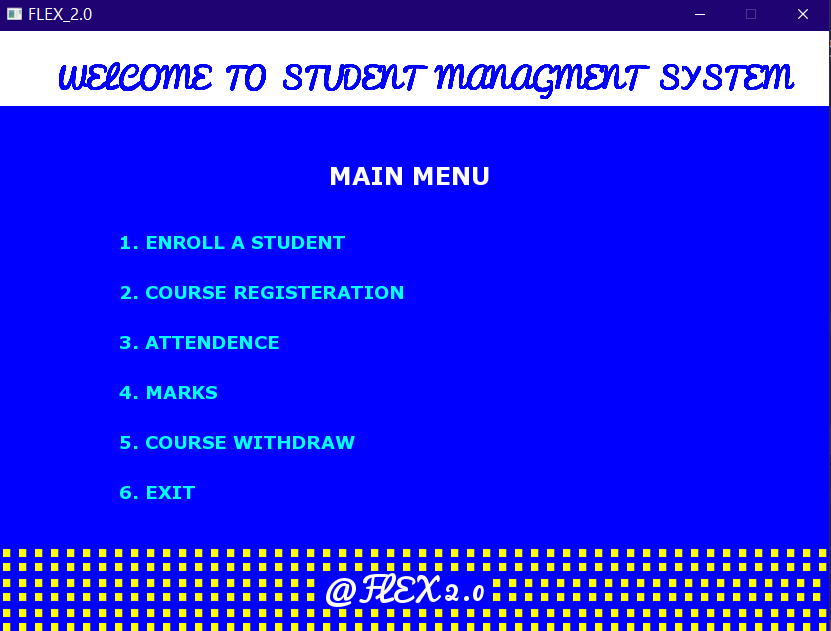 FLEX_2.0
WELCOME TO STUDENT MANAGMENT SYSTEM
MAIN MENU
1. ENROLL A STUDENT
2. COURSE REGISTERATION
3. ATTENDENCE
4. MARKS
5. COURSE WITHDRAW
6. EXIT
@FLEX 2.0